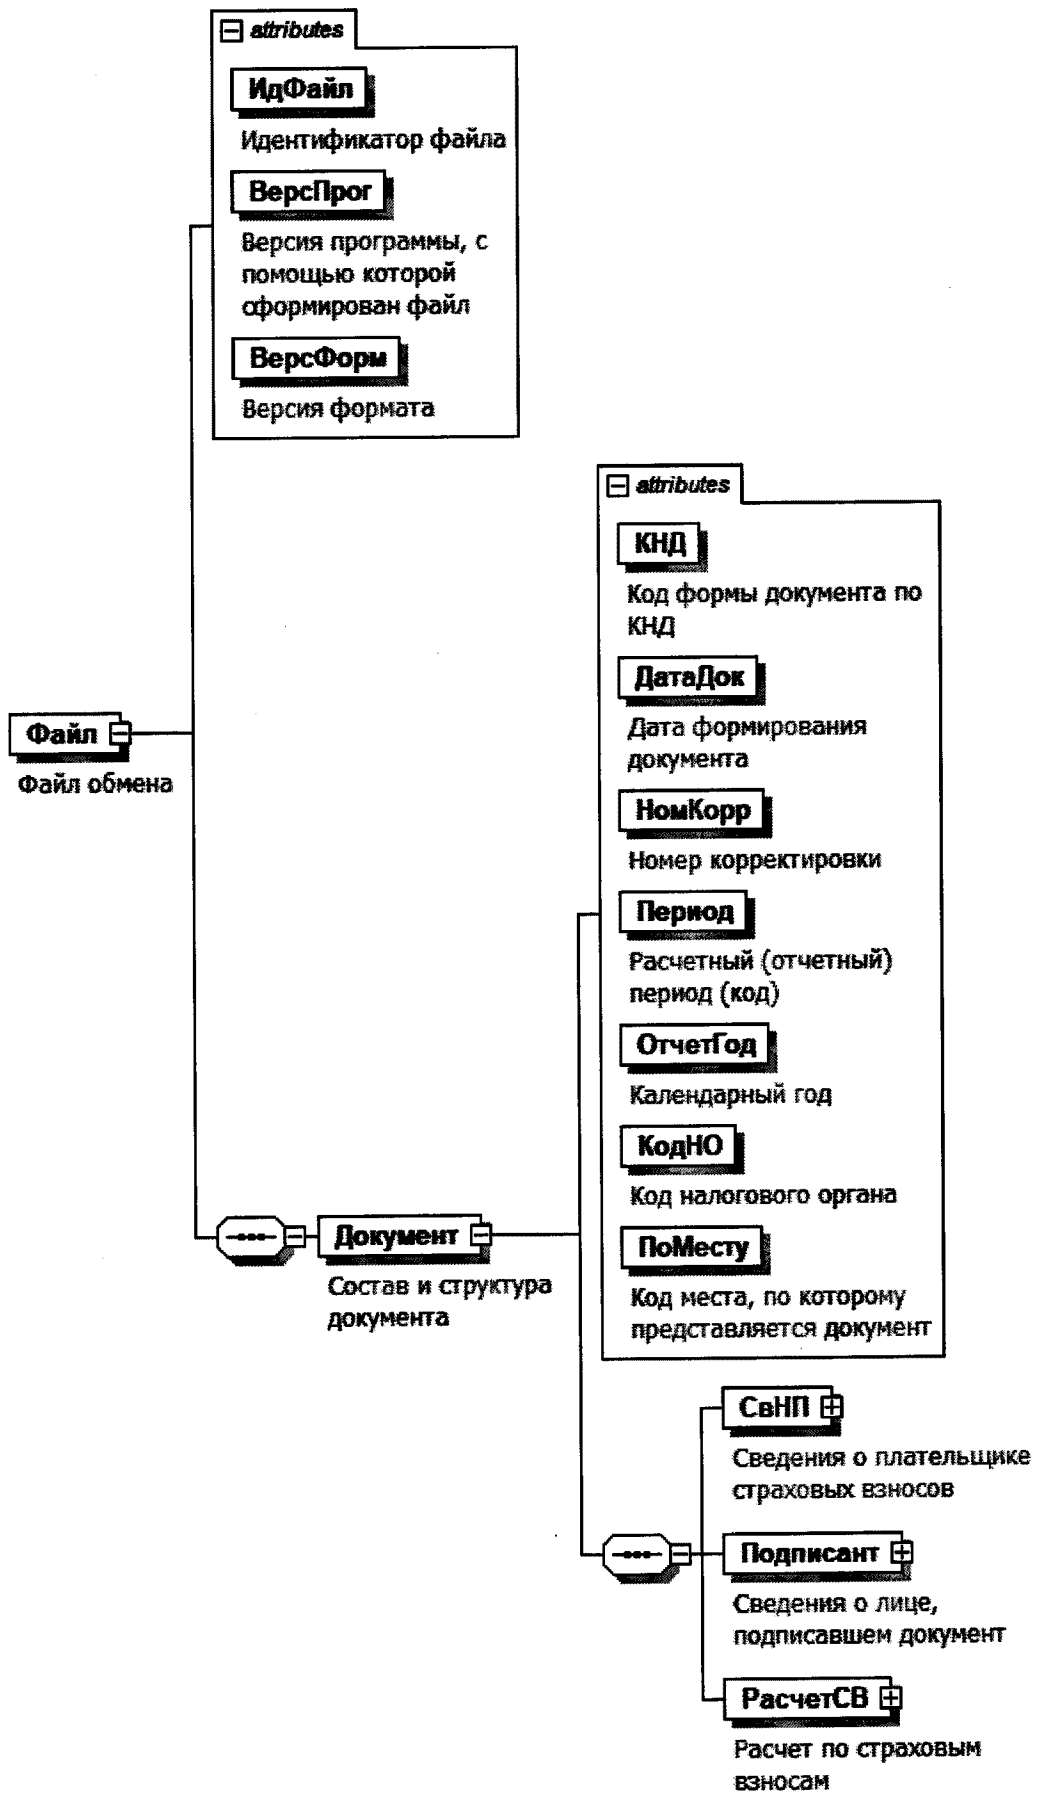 attributes
ИдФайл
Идентификатор файла
ВерсПрог
Версия программы, с
помощью которой
сформирован файл
ВерсФорм
Версия формата
Файл
Файл обмена
attributes
КНД
Код формы документа по
КНД
ДатаДок
Дата формирования
документа
НомКорр
Номер корректировки
Период
Расчетный (отчетный)
период (код)
ОтчетГод
Календарный год
КодНО
Код налогового органа
ПоМесту
Код места, по которому
представляется документ
Документ
Состав и структура
документа
СвНП
Сведения о плательщике
страховых взносов
Подписант
Сведения о лице,
подписавшем документ
РасчетСВ
Расчет по страховым
взносам